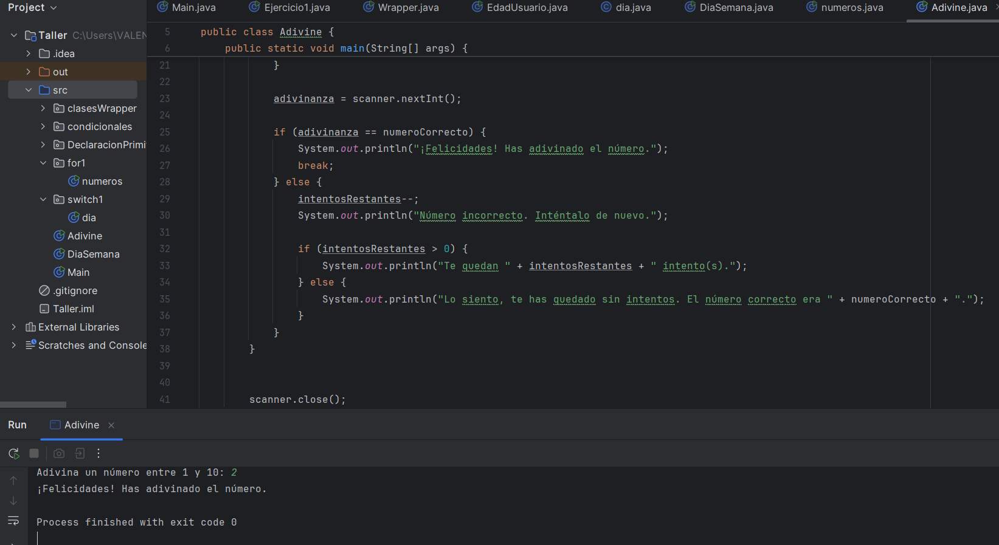 Project
Main.java Ejercicio1.java Wrapper.java EdadUsuario.java dia.java DiaSemana.java numeros.java Adivine.java
Taller C:\Users\VALEN
.idea
out
src
clasesWrapper
condicionales
DeclaracionPrimi
for1
numeros
switch1
dia
Adivine
DiaSemana
Main
.gitignore
Taller.iml
External Libraries
Scratches and Console
5 public class Adivine {
6 public static void main(String[] args) {
21 }
22
23 adivinanza = scanner.nextInt();
24
25 if (adivinanza == numeroCorrecto) {
26 System.out.println("¡Felicidades! Has adivinado el número.");
27 break;
28 } else {
29 intentosRestantes--;
30 System.out.println("Número incorrecto. Inténtalo de nuevo.");
31
32 if (intentosRestantes > 0) {
33 System.out.println("Te quedan " + intentosRestantes + " intento(s).");
34 } else {
35 System.out.println("Lo siento, te has quedado sin intentos. El número correcto era " + numeroCorrecto + ".");
36 }
37 }
38 }
39
40
41 scanner.close();
Run Adivine
Adivina un número entre 1 y 10: 2
¡Felicidades! Has adivinado el número.
Process finished with exit code 0